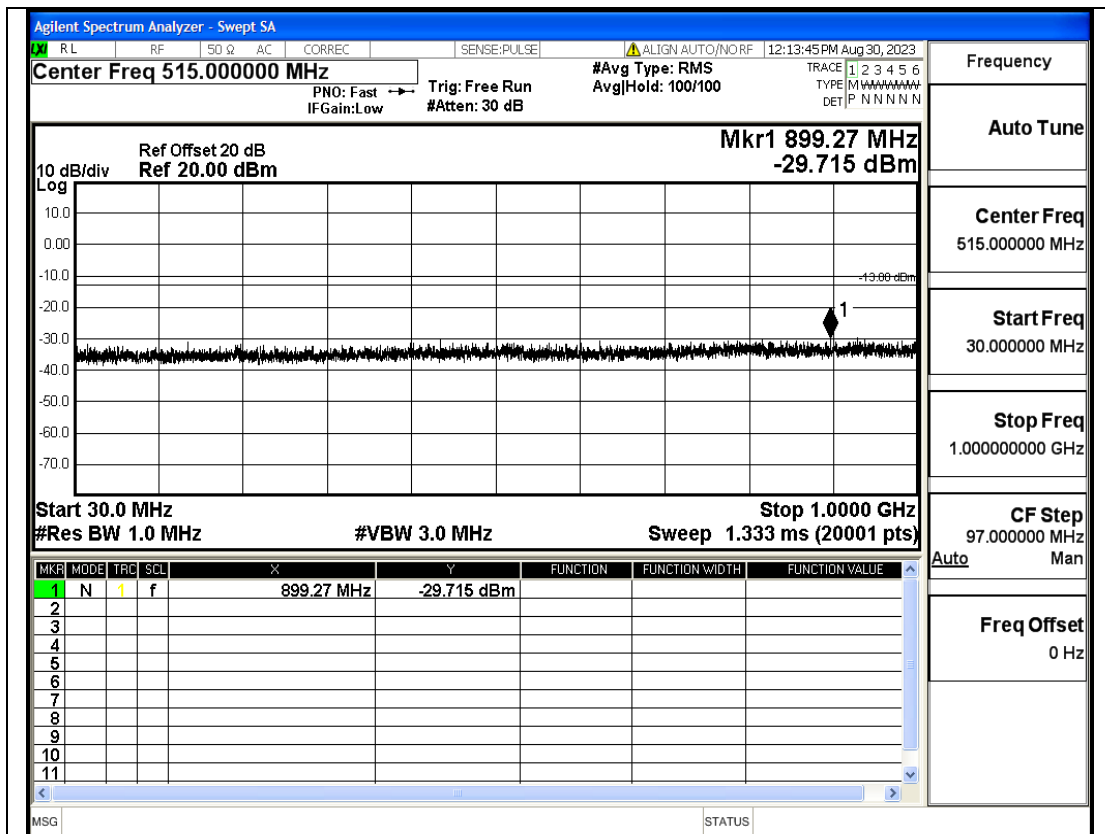 Agilent Spectrum Analyzer - Swept SA
LXI RL RF 50 Ω AC CORREC SENSE:PULSE ALIGN AUTO/NO RF 12:13:45 PM Aug 30, 2023
Center Freq 515.000000 MHz
PNO: Fast
IFGain:Low
Trig: Free Run
#Atten: 30 dB
#Avg Type: RMS
Avg|Hold: 100/100
TRACE 1 2 3 4 5 6
TYPE M WWWWW
DET P N N N N N
Mkr1 899.27 MHz
-29.715 dBm
Ref Offset 20 dB
10 dB/div Ref 20.00 dBm
Log
10.0
0.00
-10.0
-13.00 dBm
-20.0
1
-30.0
-40.0
-50.0
-60.0
-70.0
Start 30.0 MHz Stop 1.0000 GHz
#Res BW 1.0 MHz #VBW 3.0 MHz Sweep 1.333 ms (20001 pts)
MKR MODE TRC SCL X Y FUNCTION FUNCTION WIDTH FUNCTION VALUE
1 N 1 f 899.27 MHz -29.715 dBm
2
3
4
5
6
7
8
9
10
11
MSG STATUS
Frequency
Auto Tune
Center Freq
515.000000 MHz
Start Freq
30.000000 MHz
Stop Freq
1.000000000 GHz
CF Step
97.000000 MHz
Auto Man
Freq Offset
0 Hz